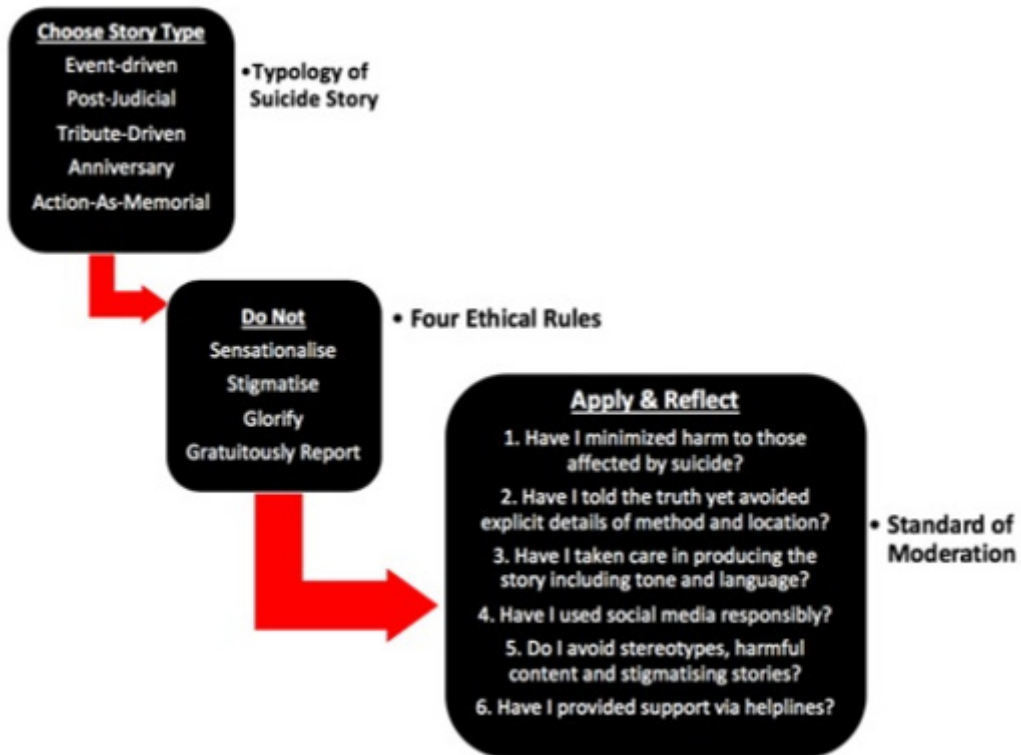 Choose Story Type
Event-driven
Post-Judicial
Tribute-Driven
Anniversary
Action-As-Memorial
•Typology of
Suicide Story
Do Not
Sensationalise
Stigmatise
Glorify
Gratuitously Report
• Four Ethical Rules
Apply & Reflect
1. Have I minimized harm to those
affected by suicide?
2. Have I told the truth yet avoided
explicit details of method and location?
3. Have I taken care in producing the
story including tone and language?
4. Have I used social media responsibly?
5. Do I avoid stereotypes, harmful
content and stigmatising stories?
6. Have I provided support via helplines?
• Standard of
Moderation